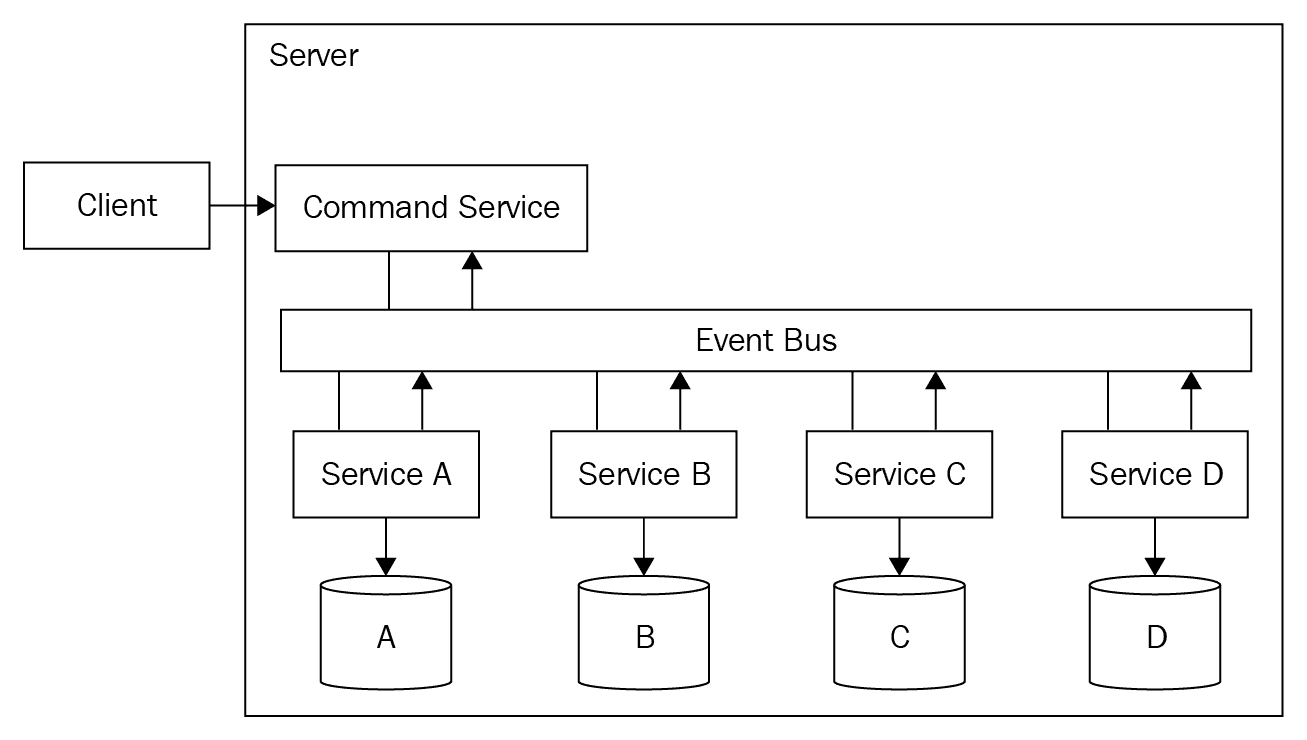 Server
Client
Command Service
Event Bus
Service A
Service B
Service C
Service D
A
B
C
D